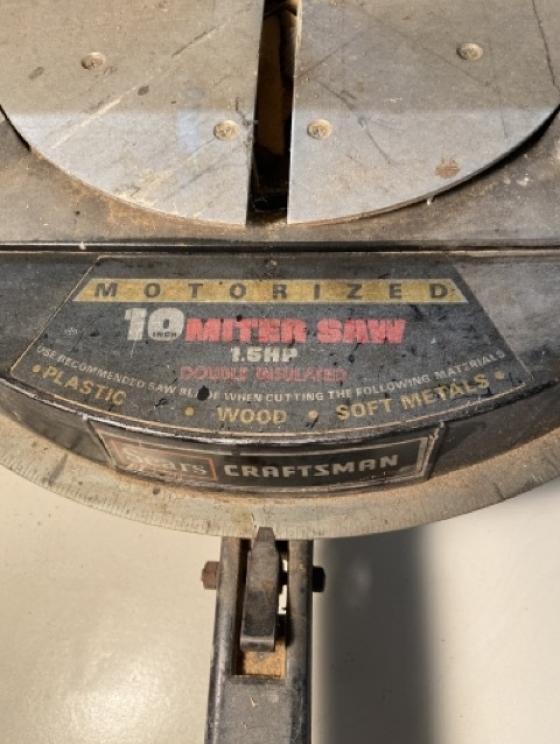 MOTORIZED
10 INCH MITER SAW
1.5HP
DOUBLE INSULATED
USE RECOMMENDED SAW BLADE WHEN CUTTING THE FOLLOWING MATERIALS
• PLASTIC • WOOD • SOFT METALS •
Sears CRAFTSMAN